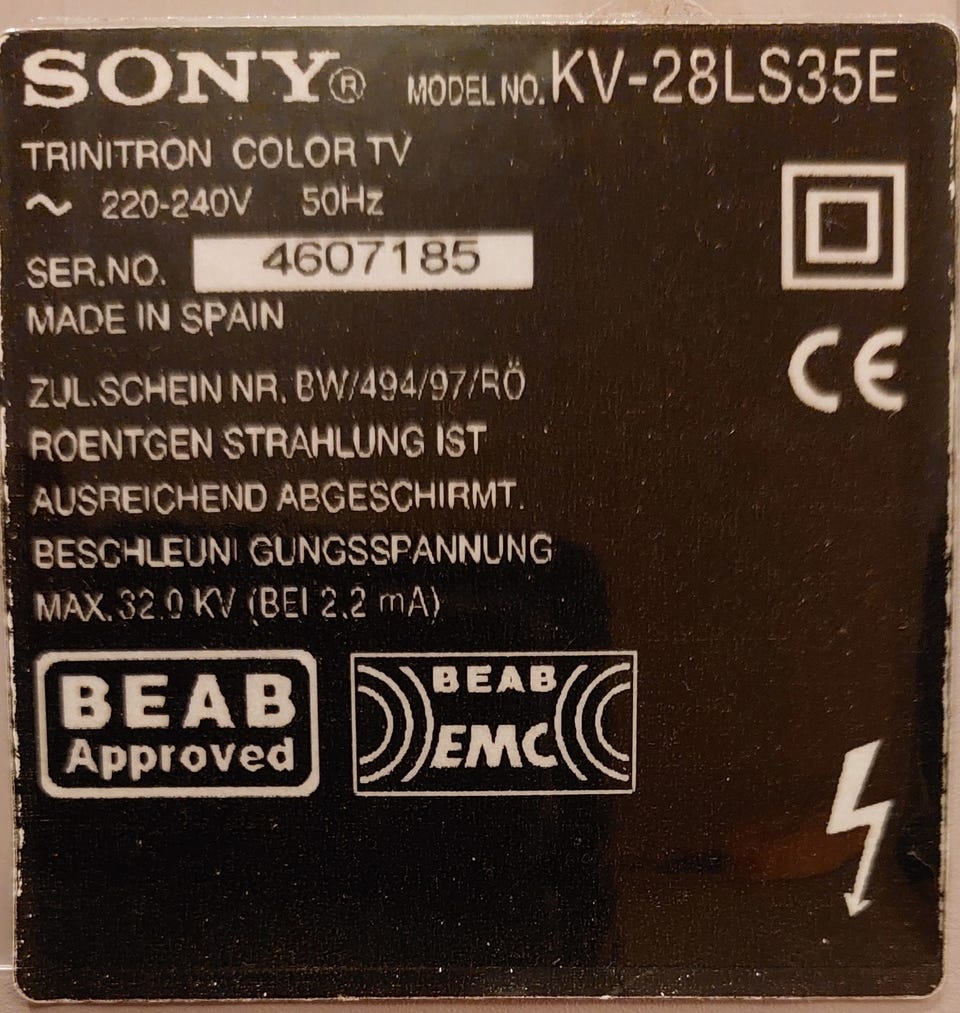 SONY® MODEL NO. KV-28LS35E
TRINITRON COLOR TV
~ 220-240V 50Hz
SER.NO. 4607185
MADE IN SPAIN
ZUL.SCHEIN NR. BW/494/97/RÖ
ROENTGEN STRAHLUNG IST
AUSREICHEND ABGESCHIRMT.
BESCHLEUNI GUNGSSPANNUNG
MAX. 32.0 KV (BEI 2.2 mA)
BEAB
Approved
BEAB
EMC
CE